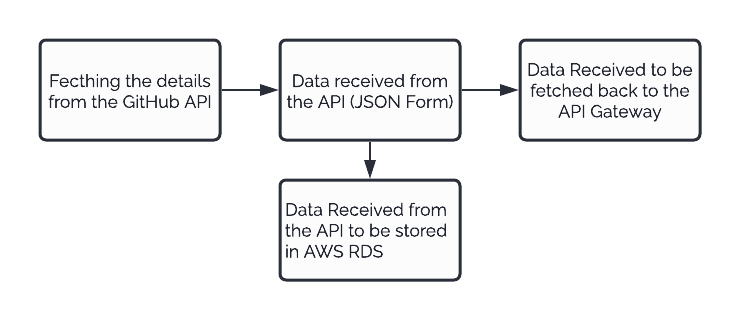 Fecthing the details
from the GitHub API
Data received from
the API (JSON Form)
Data Received to be
fetched back to the
API Gateway
Data Received from
the API to be stored
in AWS RDS